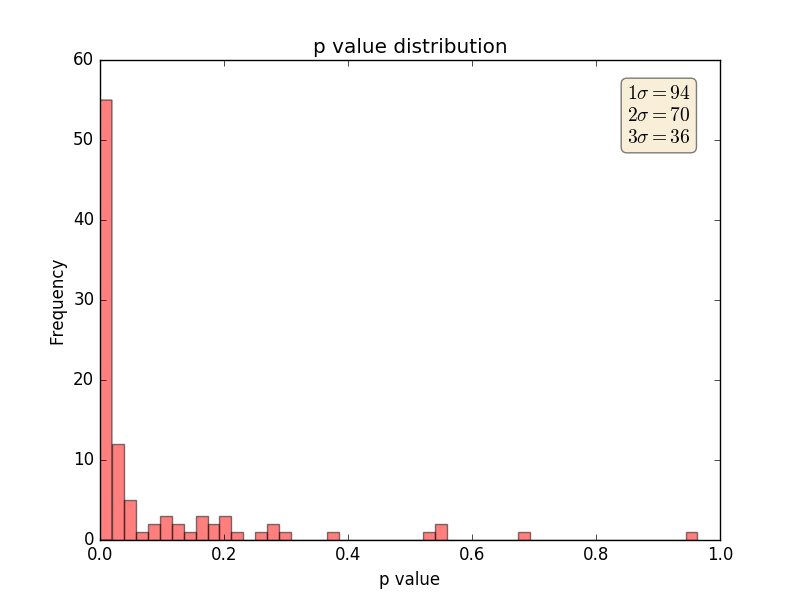 p value distribution
60
1σ = 94
2σ = 70
3σ = 36
50
40
30
20
10
0
Frequency
0.0 0.2 0.4 0.6 0.8 1.0
p value